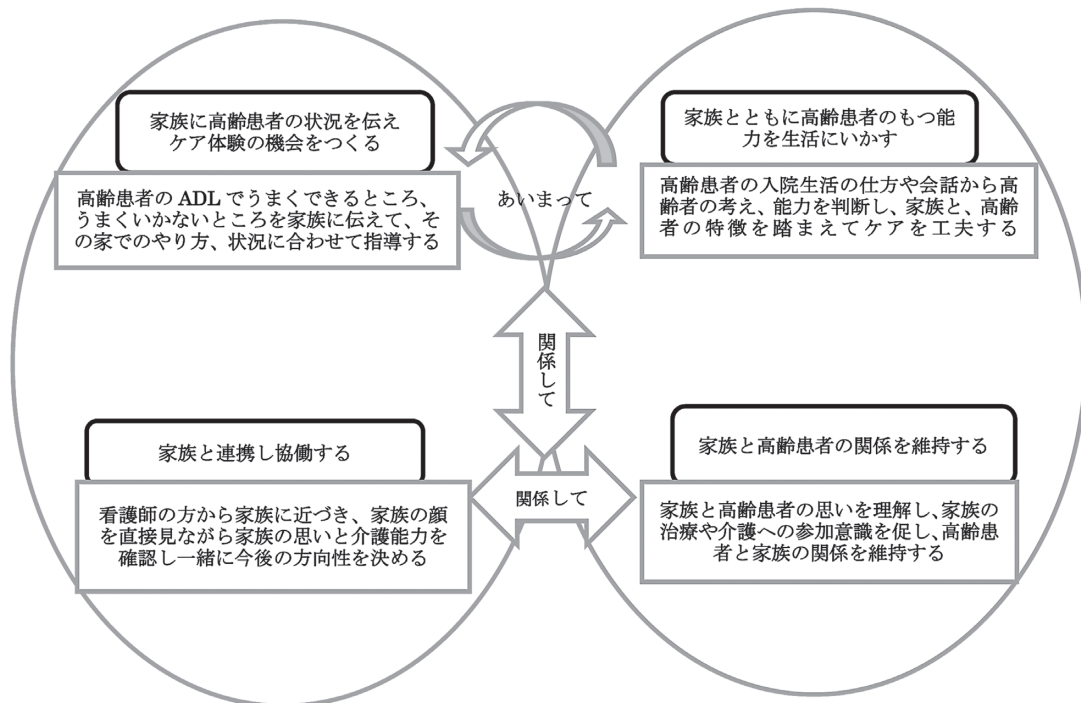 家族に高齢患者の状況を伝え
ケア体験の機会をつくる
高齢患者の ADL でうまくできるところ、
うまくいかないところを家族に伝えて、そ
の家でのやり方、状況に合わせて指導する
あいまって
家族とともに高齢患者のもつ能
力を生活にいかす
高齢患者の入院生活の仕方や会話から高
齢者の考え、能力を判断し、家族と、高齢
者の特徴を踏まえてケアを工夫する
関係して
家族と連携し協働する
看護師の方から家族に近づき、家族の顔
を直接見ながら家族の思いと介護能力を
確認し一緒に今後の方向性を決める
関係して
家族と高齢患者の関係を維持する
家族と高齢患者の思いを理解し、家族の
治療や介護への参加意識を促し、高齢患
者と家族の関係を維持する